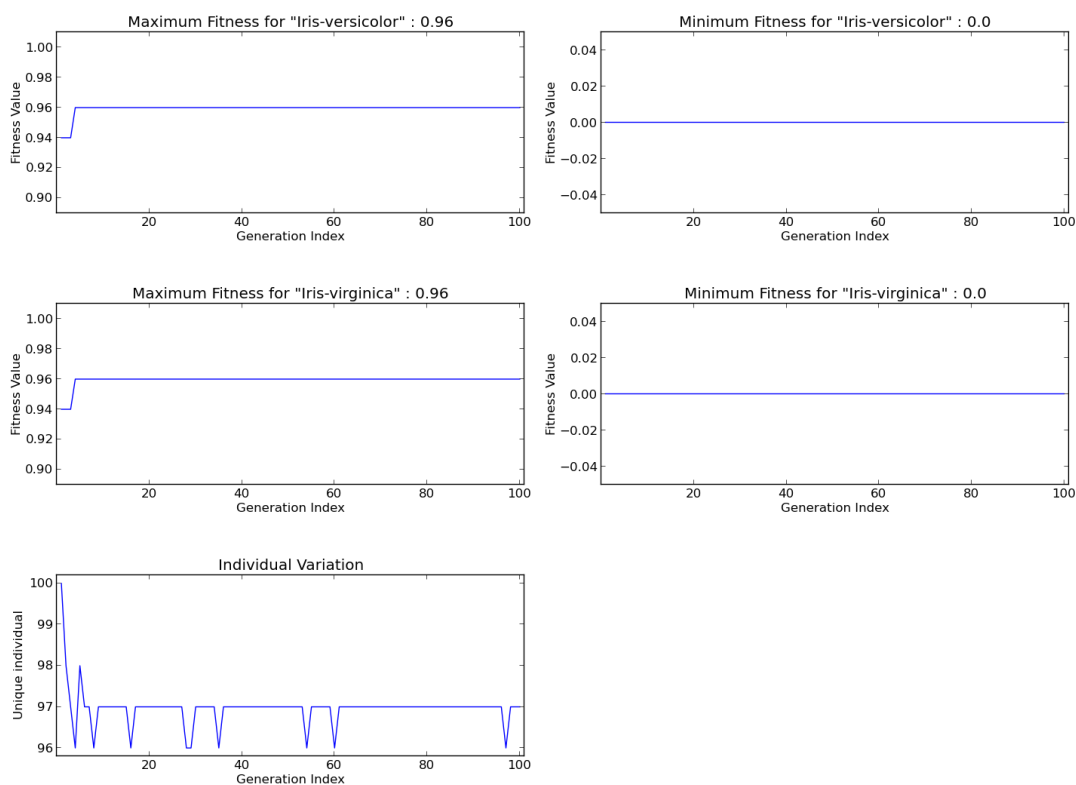 Maximum Fitness for "Iris-versicolor" : 0.96
1.00
0.98
0.96
0.94
0.92
0.90
Fitness Value
20 40 60 80 100
Generation Index
Minimum Fitness for "Iris-versicolor" : 0.0
0.04
0.02
0.00
−0.02
−0.04
Fitness Value
20 40 60 80 100
Generation Index
Maximum Fitness for "Iris-virginica" : 0.96
1.00
0.98
0.96
0.94
0.92
0.90
Fitness Value
20 40 60 80 100
Generation Index
Minimum Fitness for "Iris-virginica" : 0.0
0.04
0.02
0.00
−0.02
−0.04
Fitness Value
20 40 60 80 100
Generation Index
Individual Variation
100
99
98
97
96
Unique individual
20 40 60 80 100
Generation Index